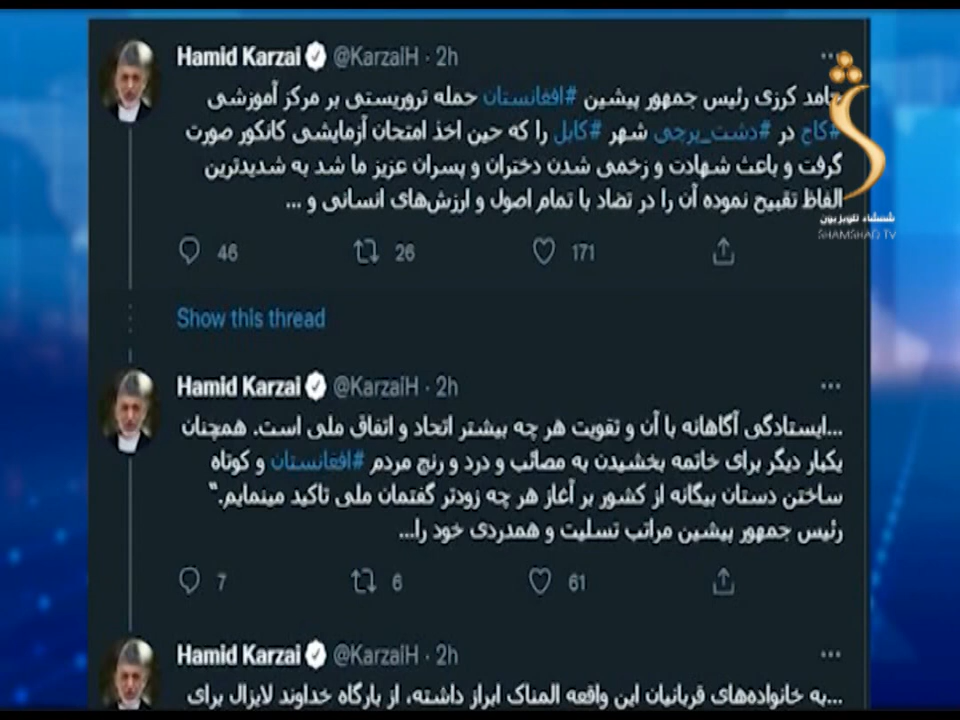 Hamid Karzai @KarzaiH · 2h
حامد کرزی رئیس جمهور پیشین #افغانستان حمله تروریستی بر مرکز آموزشی
#کاج در #دشت_برچی شهر #کابل را که حین اخذ امتحان آزمایشی کانکور صورت
گرفت و باعث شهادت و زخمی شدن دختران و پسران عزیز ما شد به شدیدترین
الفاظ تقبیح نموده آن را در تضاد با تمام اصول و ارزش‌های انسانی و ...
46 26 171
شمشاد تلویزیون
SHAMSHAD TV
Show this thread
Hamid Karzai @KarzaiH · 2h
...ایستادگی آگاهانه با آن و تقویت هر چه بیشتر اتحاد و اتفاق ملی است. همچنان
یکبار دیگر برای خاتمه بخشیدن به مصائب و درد و رنج مردم #افغانستان و کوتاه
ساختن دستان بیگانه از کشور بر آغاز هر چه زودتر گفتمان ملی تاکید مینمایم."
رئیس جمهور پیشین مراتب تسلیت و همدردی خود را...
7 6 61
Hamid Karzai @KarzaiH · 2h
...به خانواده‌های قربانیان این واقعه المناک ابراز داشته، از بارگاه خداوند لایزال برای